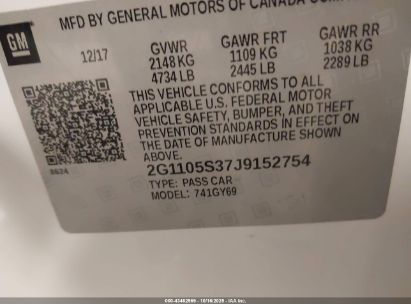 MFD BY GENERAL MOTORS OF CANADA COM
GM
12/17
GVWR
2148 KG
4734 LB
GAWR FRT
1109 KG
2445 LB
GAWR RR
1038 KG
2289 LB
THIS VEHICLE CONFORMS TO ALL
APPLICABLE U.S. FEDERAL MOTOR
VEHICLE SAFETY, BUMPER, AND THEFT
PREVENTION STANDARDS IN EFFECT ON
THE DATE OF MANUFACTURE SHOWN
ABOVE.
8624
2G1105S37J9152754
TYPE: PASS CAR
MODEL: 741GY69